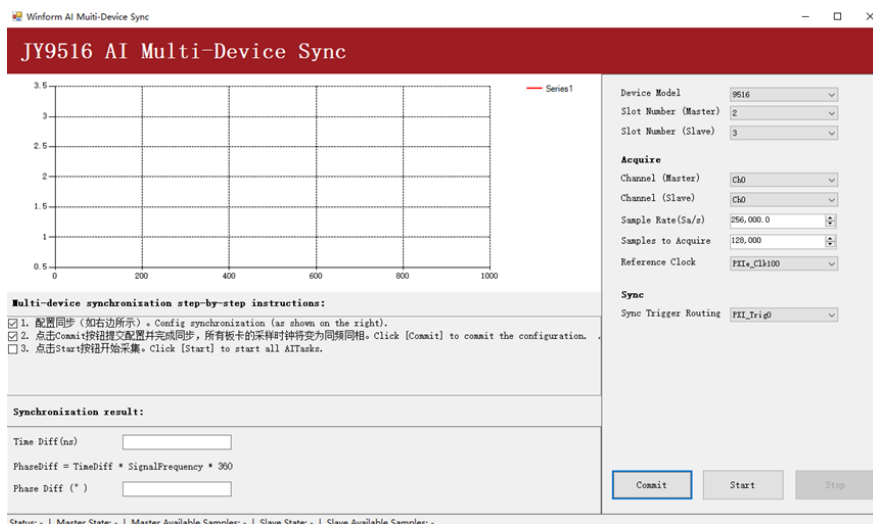 Winform AI Muiti-Device Sync
JY9516 AI Multi-Device Sync
3.5
3
2.5
2
1.5
1
0.5
0
200
400
600
800
1000
Series1
Multi-device synchronization step-by-step instructions:
1. 配置同步（如右边所示）。Config synchronization (as shown on the right).
2. 点击Commit按钮提交配置并完成同步，所有板卡的采样时钟将变为同频同相。Click [Commit] to commit the configuration.
3. 点击Start按钮开始采集。Click [Start] to start all AITasks.
Synchronization result:
Time Diff(ns)
PhaseDiff = TimeDiff * SignalFrequency * 360
Phase Diff (°)
Device Model 9516
Slot Number (Master) 2
Slot Number (Slave) 3
Acquire
Channel (Master) Ch0
Channel (Slave) Ch0
Sample Rate(Sa/s) 256,000.0
Samples to Acquire 128,000
Reference Clock PXIe_Clk100
Sync
Sync Trigger Routing PXI_Trig0
Commit Start Stop
Status: - | Master State: - | Master Available Samples: - | Slave State: - | Slave Available Samples: -